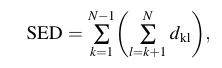 SED = \sum_{k=1}^{N-1} \left( \sum_{l=k+1}^{N} d_{kl} \right),